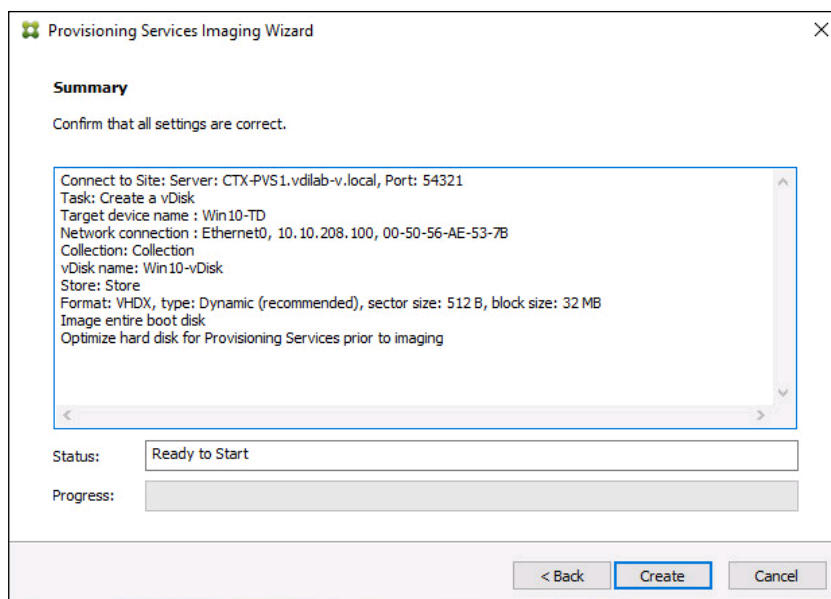 Provisioning Services Imaging Wizard
Summary
Confirm that all settings are correct.
Connect to Site: Server: CTX-PVS1.vdilab-v.local, Port: 54321
Task: Create a vDisk
Target device name : Win10-TD
Network connection : Ethernet0, 10.10.208.100, 00-50-56-AE-53-7B
Collection: Collection
vDisk name: Win10-vDisk
Store: Store
Format: VHDX, type: Dynamic (recommended), sector size: 512 B, block size: 32 MB
Image entire boot disk
Optimize hard disk for Provisioning Services prior to imaging
Status: Ready to Start
Progress:
< Back Create Cancel